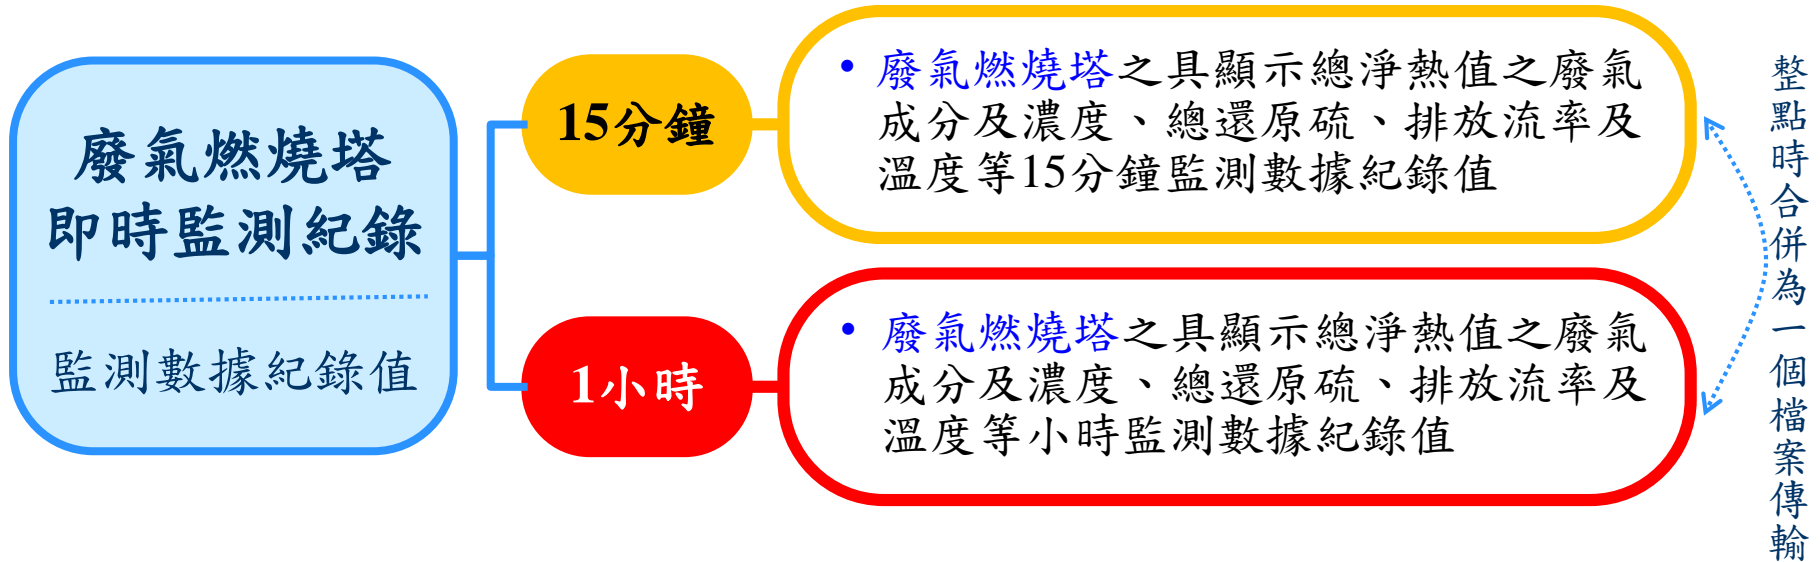 廢氣燃燒塔
即時監測紀錄
監測數據紀錄值
15分鐘
• 廢氣燃燒塔之具顯示總淨熱值之廢氣
成分及濃度、總還原硫、排放流率及
溫度等15分鐘監測數據紀錄值
1小時
• 廢氣燃燒塔之具顯示總淨熱值之廢氣
成分及濃度、總還原硫、排放流率及
溫度等小時監測數據紀錄值
整點時合併為一個檔案傳輸